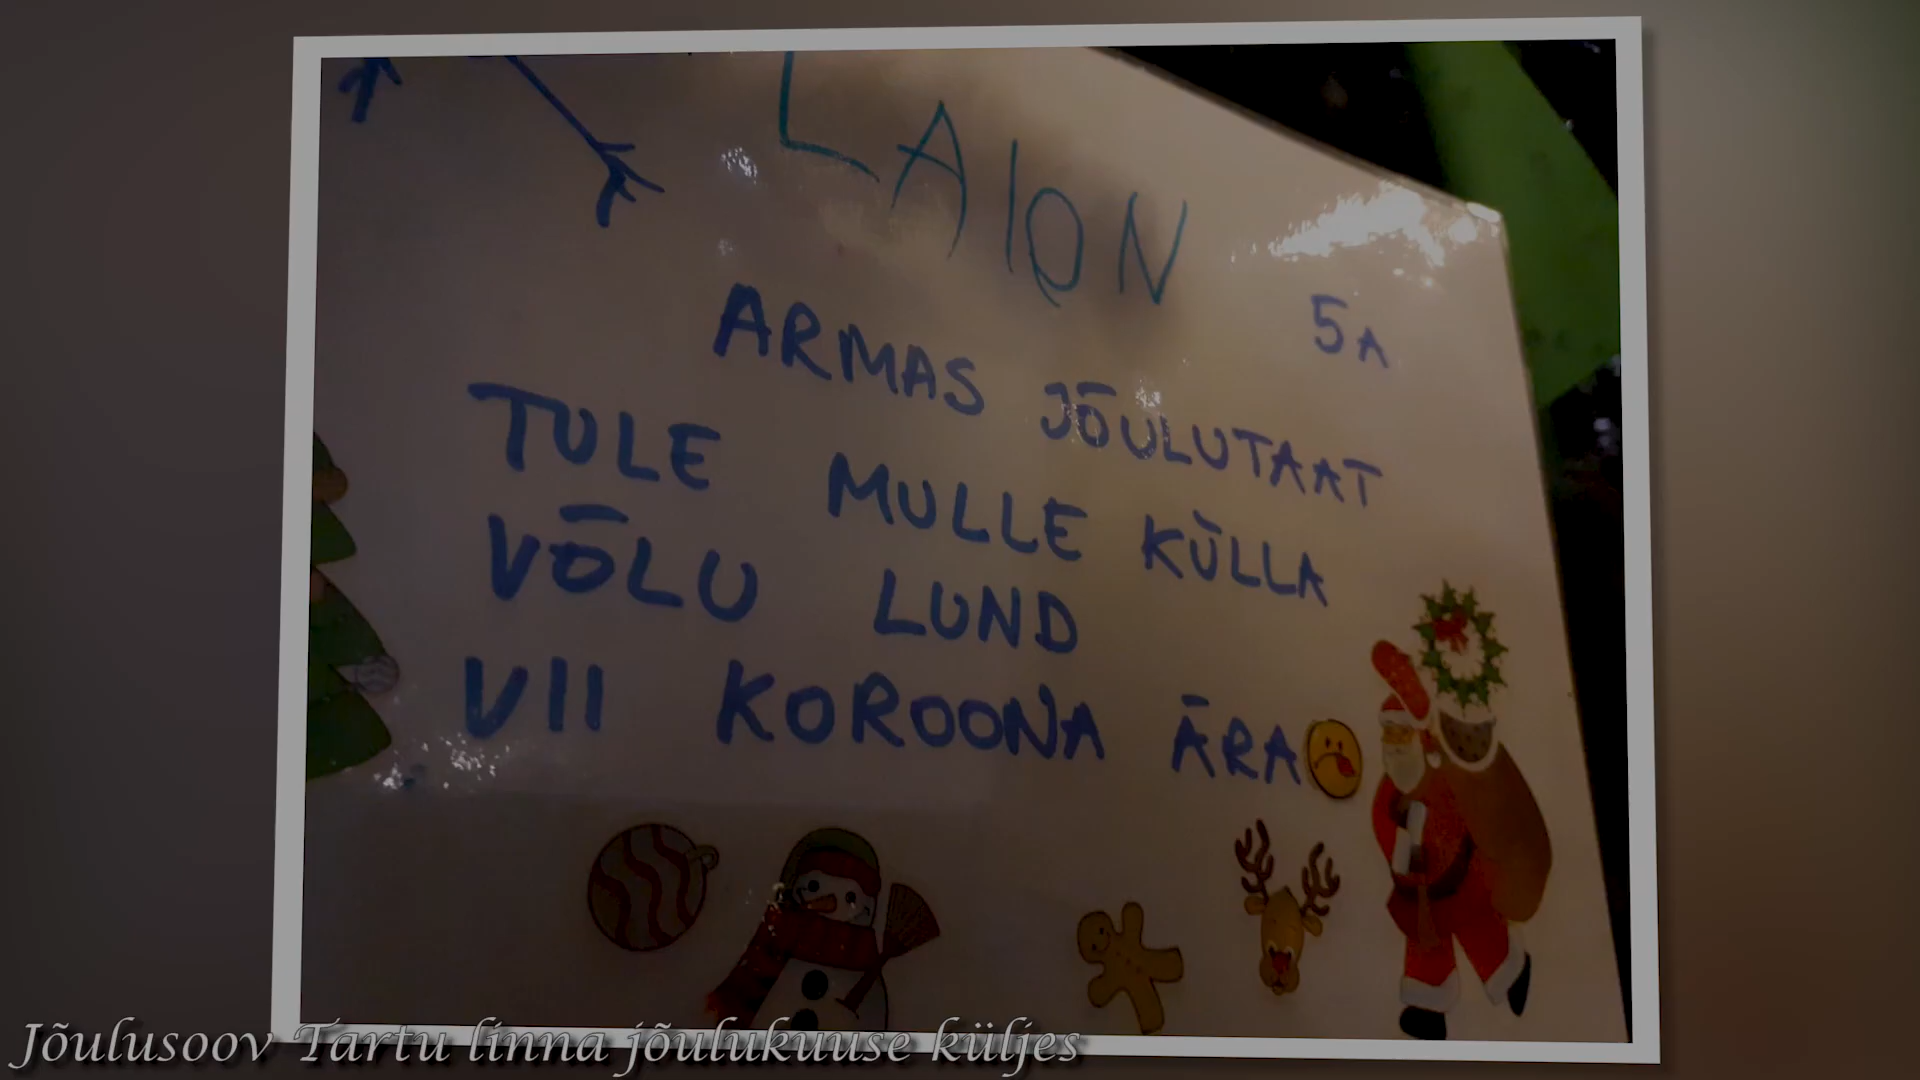 LAION
5A
ARMAS JÕULUTAAT
TULE MULLE KÜLLA
VÕLU LUND
VII KOROONA ÄRA
Jõulusoov Tartu linna jõulukuuse küljes